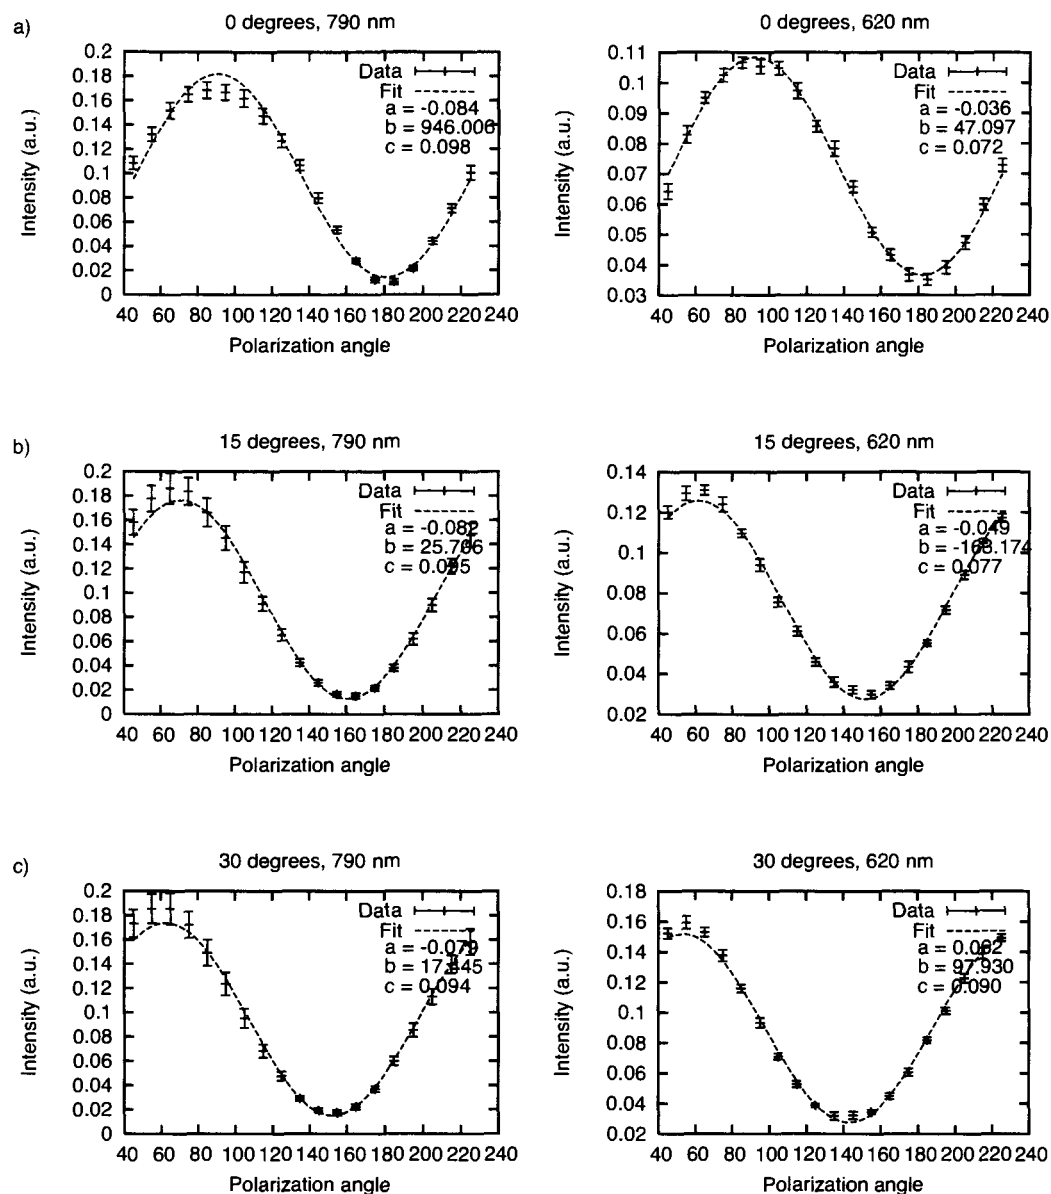 a)
0 degrees, 790 nm
0.2
0.18
0.16
0.14
0.12
0.1
0.08
0.06
0.04
0.02
0
Intensity (a.u.)
Data
Fit
a = -0.084
b = 946.006
c = 0.098
40 60 80 100 120 140 160 180 200 220 240
Polarization angle
0 degrees, 620 nm
0.11
0.1
0.09
0.08
0.07
0.06
0.05
0.04
0.03
Intensity (a.u.)
Data
Fit
a = -0.036
b = 47.097
c = 0.072
40 60 80 100 120 140 160 180 200 220 240
Polarization angle
b)
15 degrees, 790 nm
0.2
0.18
0.16
0.14
0.12
0.1
0.08
0.06
0.04
0.02
0
Intensity (a.u.)
Data
Fit
a = -0.082
b =
c = 0.095
40 60 80 100 120 140 160 180 200 220 240
Polarization angle
15 degrees, 620 nm
0.14
0.12
0.1
0.08
0.06
0.04
0.02
Intensity (a.u.)
Data
Fit
a = -0.049
b =
c = 0.077
40 60 80 100 120 140 160 180 200 220 240
Polarization angle
c)
30 degrees, 790 nm
0.2
0.18
0.16
0.14
0.12
0.1
0.08
0.06
0.04
0.02
0
Intensity (a.u.)
Data
Fit
a = -0.079
b =
c = 0.094
40 60 80 100 120 140 160 180 200 220 240
Polarization angle
30 degrees, 620 nm
0.18
0.16
0.14
0.12
0.1
0.08
0.06
0.04
0.02
Intensity (a.u.)
Data
Fit
a = 0.062
b = 97.930
c = 0.090
40 60 80 100 120 140 160 180 200 220 240
Polarization angle